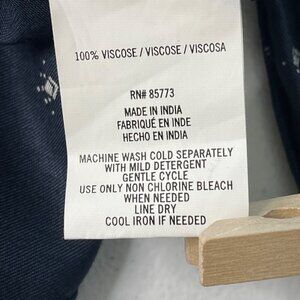 100% VISCOSE / VISCOSE / VISCOSA
RN# 85773
MADE IN INDIA
FABRIQUÉ EN INDE
HECHO EN INDIA
MACHINE WASH COLD SEPARATELY
WITH MILD DETERGENT
GENTLE CYCLE
USE ONLY NON CHLORINE BLEACH
WHEN NEEDED
LINE DRY
COOL IRON IF NEEDED